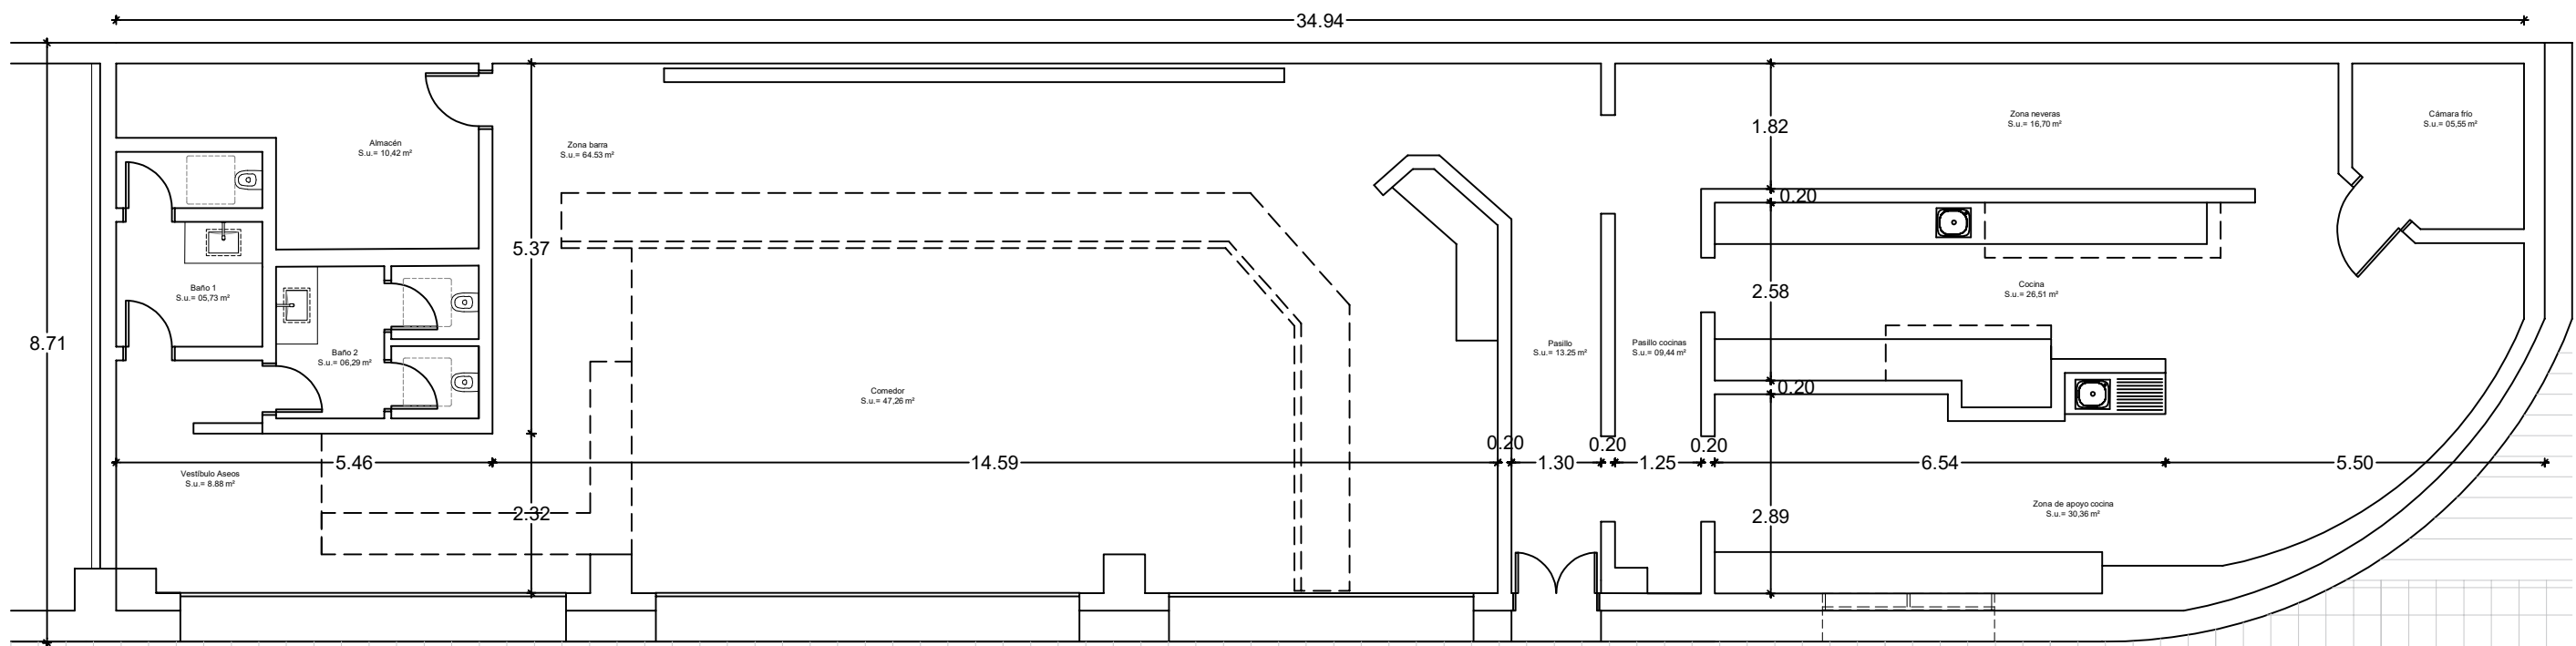 34.94
8.71
Almacén
S.u.= 10,42 m²
Zona barra
S.u.= 64.53 m²
Zona neveras
S.u.= 16,70 m²
Cámara frío
S.u.= 05,55 m²
1.82
0.20
5.37
2.58
Baño 1
S.u.= 05,73 m²
Cocina
S.u.= 26,51 m²
Baño 2
S.u.= 06,29 m²
Pasillo
S.u.= 13.25 m²
Pasillo cocinas
S.u.= 09,44 m²
Comedor
S.u.= 47,26 m²
0.20
0.20
0.20
0.20
5.46
14.59
1.30
1.25
6.54
5.50
Vestíbulo Aseos
S.u.= 8.88 m²
2.32
2.89
Zona de apoyo cocina
S.u.= 30,36 m²